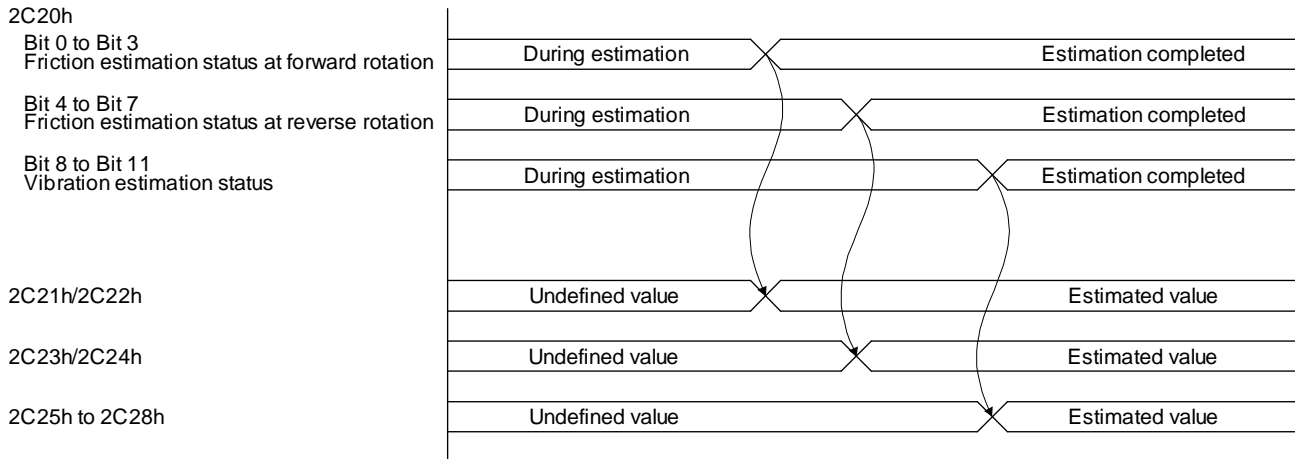 2C20h
Bit 0 to Bit 3
Friction estimation status at forward rotation
During estimation
Estimation completed
Bit 4 to Bit 7
Friction estimation status at reverse rotation
During estimation
Estimation completed
Bit 8 to Bit 11
Vibration estimation status
During estimation
Estimation completed
2C21h/2C22h
Undefined value
Estimated value
2C23h/2C24h
Undefined value
Estimated value
2C25h to 2C28h
Undefined value
Estimated value